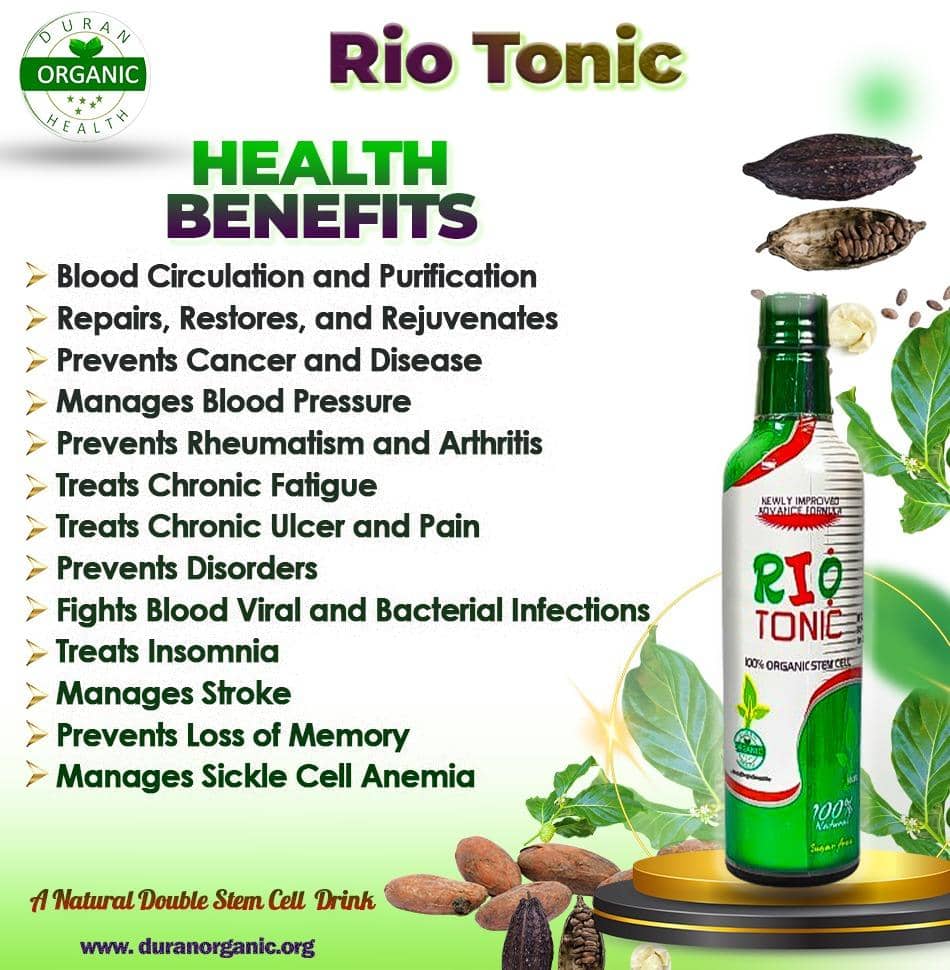 DURAN
ORGANIC
HEALTH
Rio Tonic
HEALTH
BENEFITS
Blood Circulation and Purification
Repairs, Restores, and Rejuvenates
Prevents Cancer and Disease
Manages Blood Pressure
Prevents Rheumatism and Arthritis
Treats Chronic Fatigue
Treats Chronic Ulcer and Pain
Prevents Disorders
Fights Blood Viral and Bacterial Infections
Treats Insomnia
Manages Stroke
Prevents Loss of Memory
Manages Sickle Cell Anemia
NEWLY IMPROVED
ADVANCE FORMULA
RIO
TONIC
100% ORGANIC STEM CELL
ORGANIC
100%
Natural
Sugar free
A Natural Double Stem Cell Drink
www. duranorganic.org